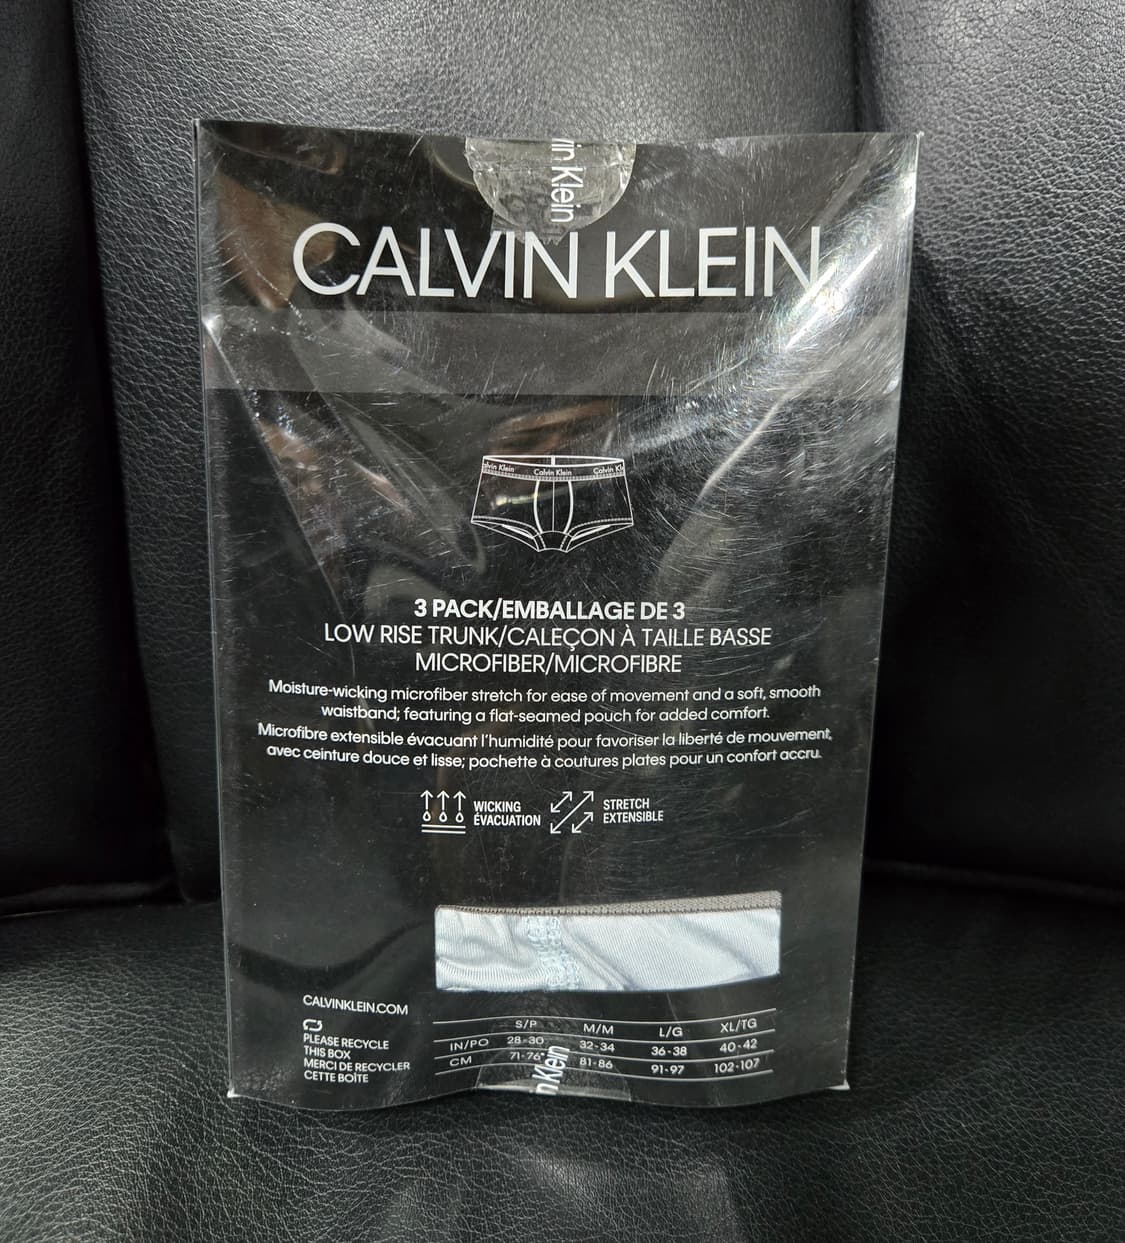 in Klein
CALVIN KLEIN
alvin Klein Calvin Klein Calvin Kl
3 PACK/EMBALLAGE DE 3
LOW RISE TRUNK/CALEÇON À TAILLE BASSE
MICROFIBER/MICROFIBRE
Moisture-wicking microfiber stretch for ease of movement and a soft, smooth
waistband; featuring a flat-seamed pouch for added comfort.
Microfibre extensible évacuant l'humidité pour favoriser la liberté de mouvement,
avec ceinture douce et lisse; pochette à coutures plates pour un confort accru.
WICKING
ÉVACUATION
STRETCH
EXTENSIBLE
CALVINKLEIN.COM
PLEASE RECYCLE
THIS BOX
MERCI DE RECYCLER
CETTE BOÎTE
S/P M/M L/G XL/TG
IN/PO 28-30 32-34 36-38 40-42
CM 71-76 81-86 91-97 102-107
n Klein